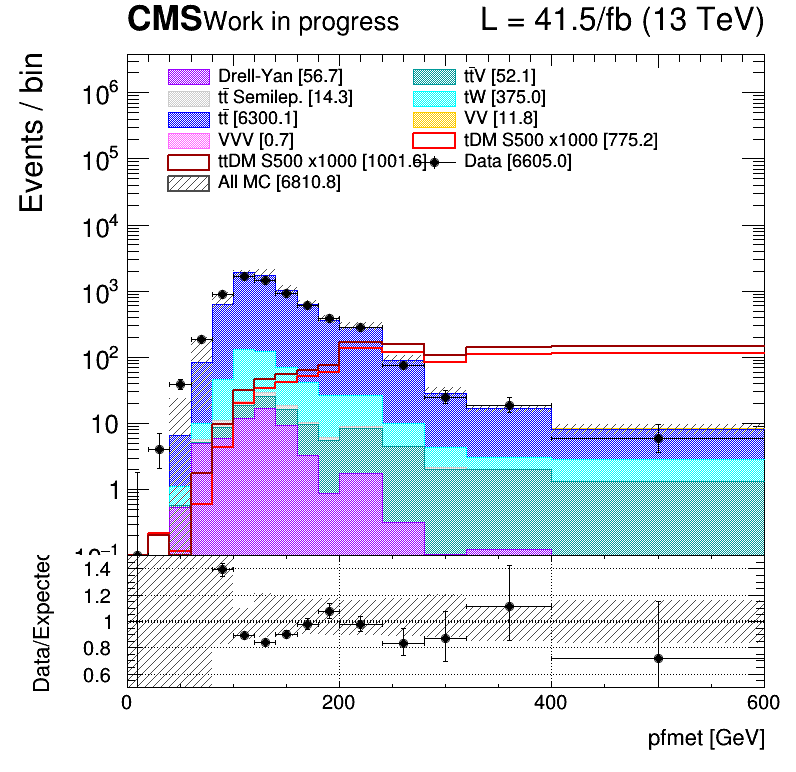 CMS Work in progress L = 41.5/fb (13 TeV)
Events / bin
Drell-Yan [56.7] tt̄V [52.1]
tt̄ Semilep. [14.3] tW [375.0]
tt̄ [6300.1] VV [11.8]
VVV [0.7] tDM S500 x1000 [775.2]
ttDM S500 x1000 [1001.6] Data [6605.0]
All MC [6810.8]
10⁶
10⁵
10⁴
10³
10²
10
1
10⁻¹
Data/Expected
1.4
1.2
1
0.8
0.6
0 200 400 600
pfmet [GeV]